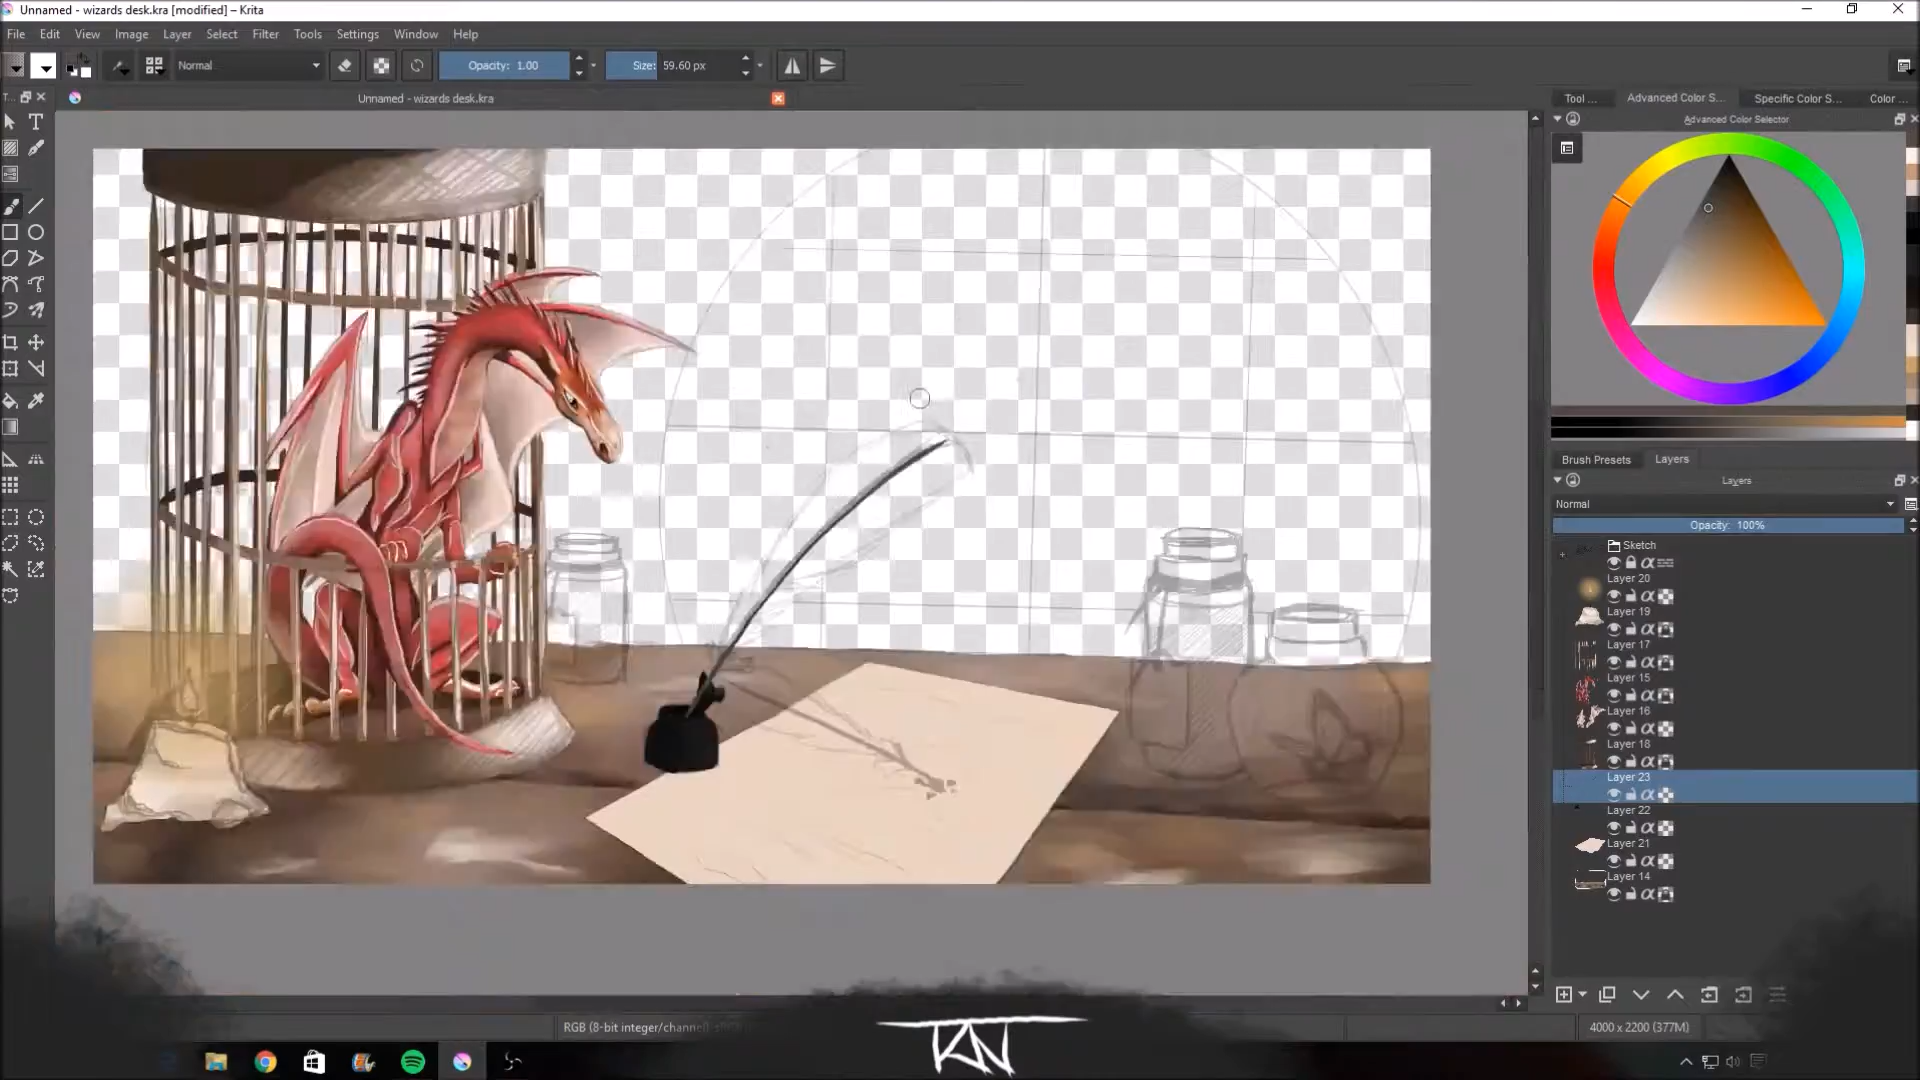 Unnamed - wizards desk.kra [modified] – Krita
File Edit View Image Layer Select Filter Tools Settings Window Help
Normal Opacity: 1.00 Size: 59.60 px
T...
Unnamed - wizards desk.kra
Tool ... Advanced Color S... Specific Color S... Color ...
Advanced Color Selector
Brush Presets Layers
Layers
Normal
Opacity: 100%
Sketch
Layer 20
Layer 19
Layer 17
Layer 15
Layer 16
Layer 18
Layer 23
Layer 22
Layer 21
Layer 14
RGB (8-bit integer/channel)
4000 x 2200 (377M)